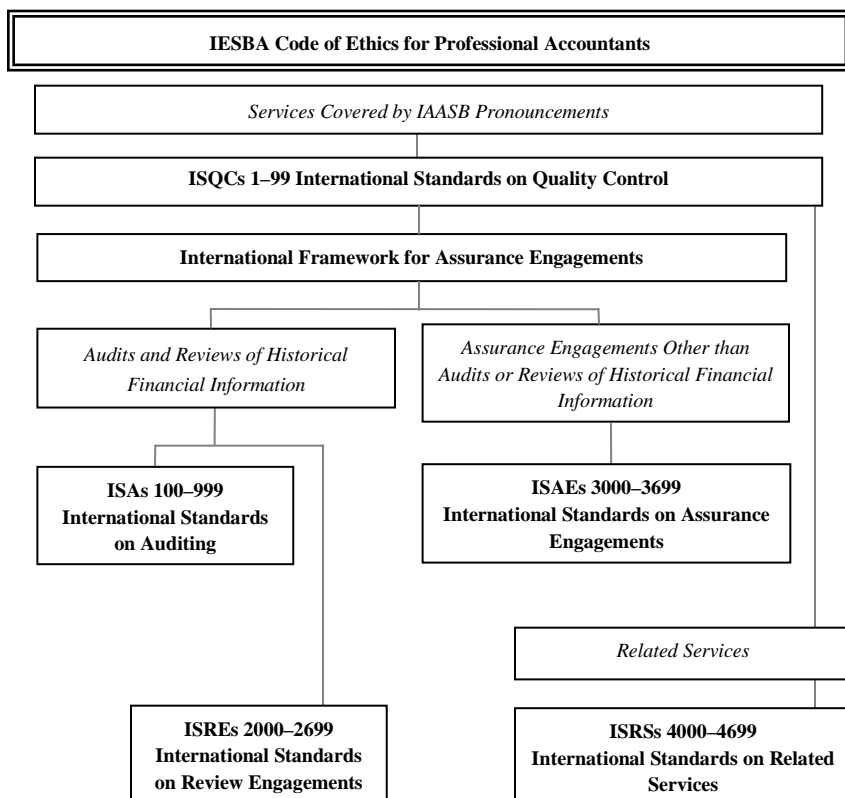 IESBA Code of Ethics for Professional Accountants
Services Covered by IAASB Pronouncements
ISQCs 1–99 International Standards on Quality Control
International Framework for Assurance Engagements
Audits and Reviews of Historical
Financial Information
Assurance Engagements Other than
Audits or Reviews of Historical Financial
Information
ISAs 100–999
International Standards
on Auditing
ISAEs 3000–3699
International Standards on Assurance
Engagements
Related Services
ISREs 2000–2699
International Standards
on Review Engagements
ISRSs 4000–4699
International Standards on Related
Services